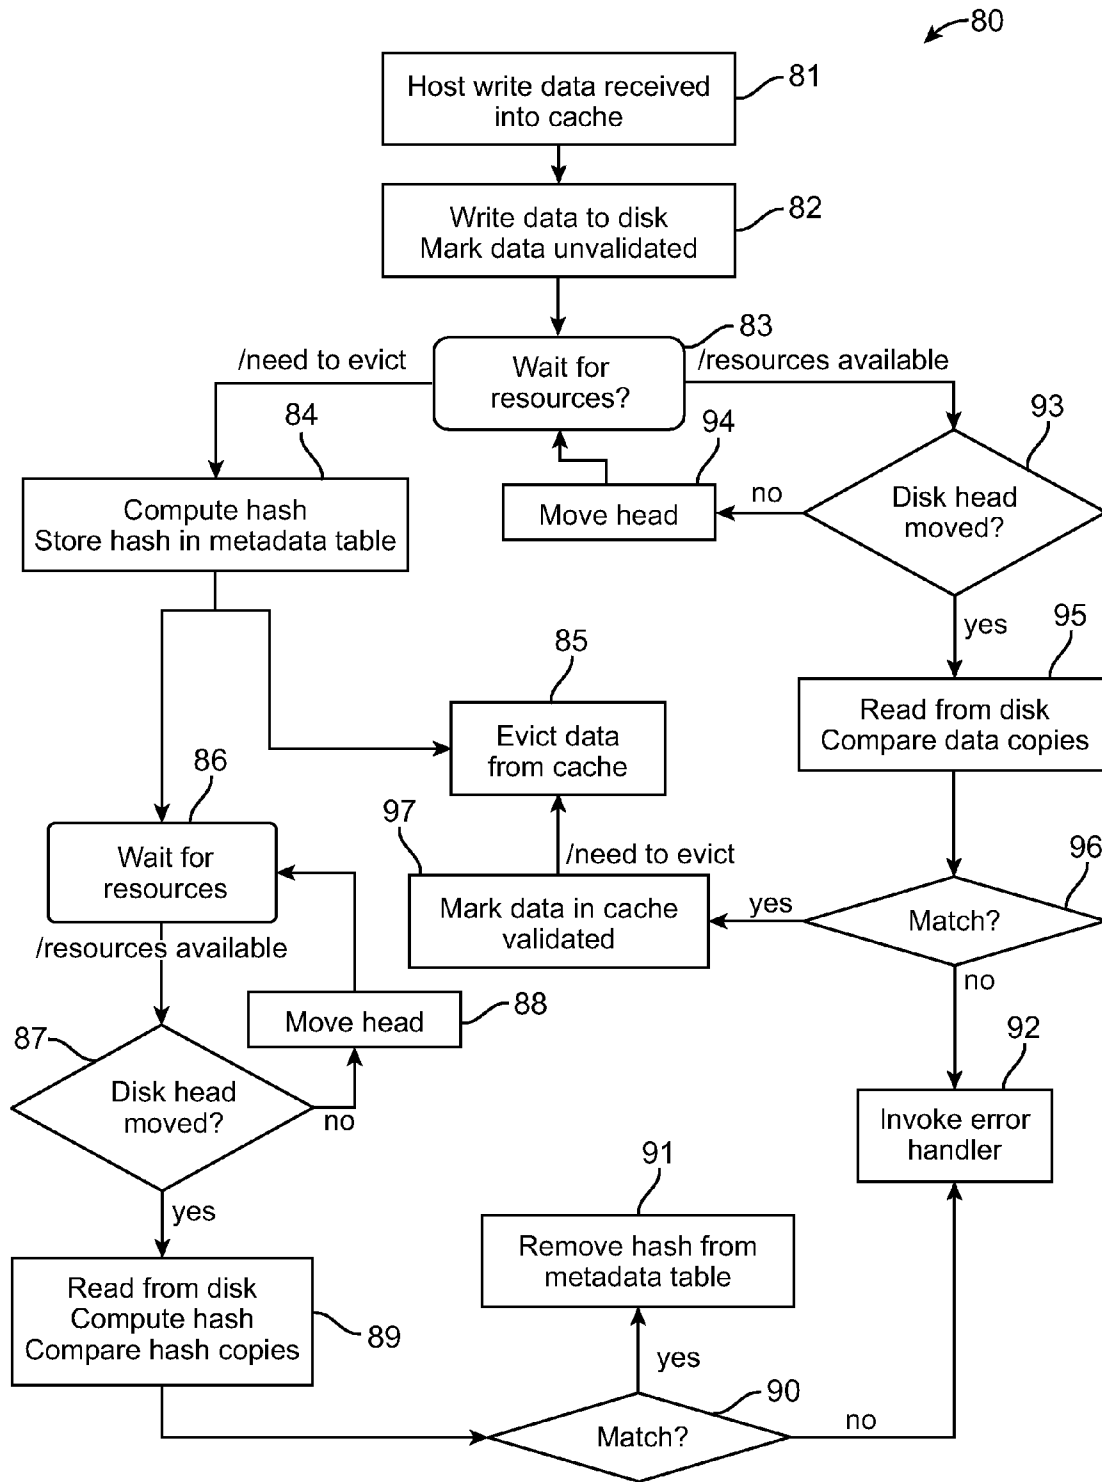 80
Host write data received
into cache
81
Write data to disk
Mark data unvalidated
82
83
/need to evict
Wait for
resources?
/resources available
84
94
93
Compute hash
Store hash in metadata table
Move head
no
Disk head
moved?
yes
85
95
Evict data
from cache
Read from disk
Compare data copies
86
97
Wait for
resources
/need to evict
96
Mark data in cache
validated
yes
Match?
/resources available
no
Move head
88
87
92
Disk head
moved?
no
Invoke error
handler
91
yes
Remove hash from
metadata table
Read from disk
Compute hash
Compare hash copies
89
yes
90
Match?
no